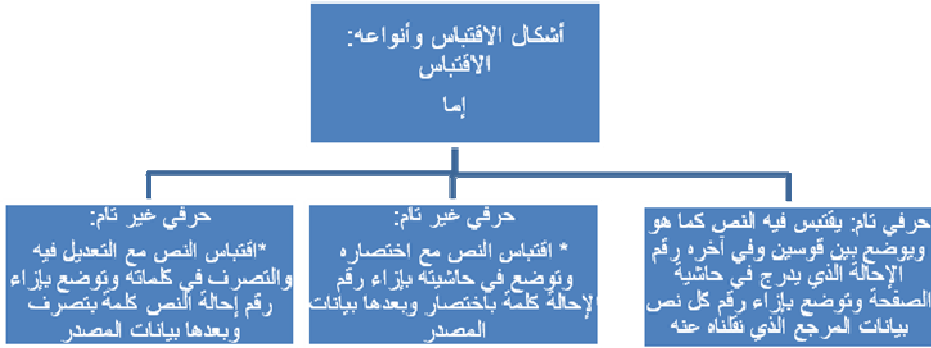 أشكال الاقتباس وأنواعه:
الاقتباس
إما
حرفي تام: يقتبس فيه النص كما هو
ويوضع بين قوسين وفي آخره رقم
الإحالة الذي يدرج في حاشية
الصفحة وتوضع بإزاء رقم كل نص
بيانات المرجع الذي نقلناه عنه
حرفي غير تام:
* اقتباس النص مع اختصاره
وتوضع في حاشيته بإزاء رقم
الإحالة كلمة باختصار وبعدها بيانات
المصدر
حرفي غير تام:
*اقتباس النص مع التعديل فيه
والتصرف في كلماته وتوضع بإزاء
رقم إحالة النص كلمة بتصرف
وبعدها بيانات المصدر